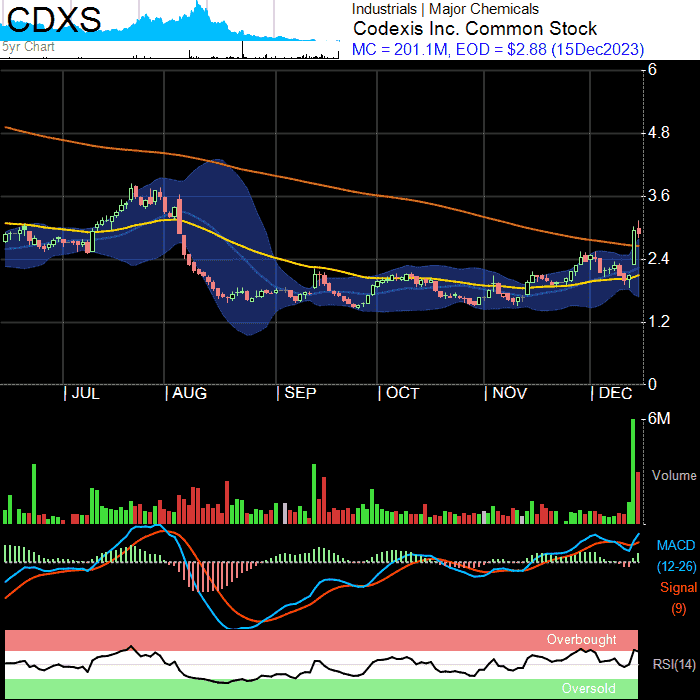 CDXS
5yr Chart
Industrials | Major Chemicals
Codexis Inc. Common Stock
MC = 201.1M, EOD = $2.88 (15Dec2023)
6
4.8
3.6
2.4
1.2
0
| JUL | AUG | SEP | OCT | NOV | DEC
6M
Volume
MACD
(12-26)
Signal
(9)
Overbought
RSI(14)
Oversold